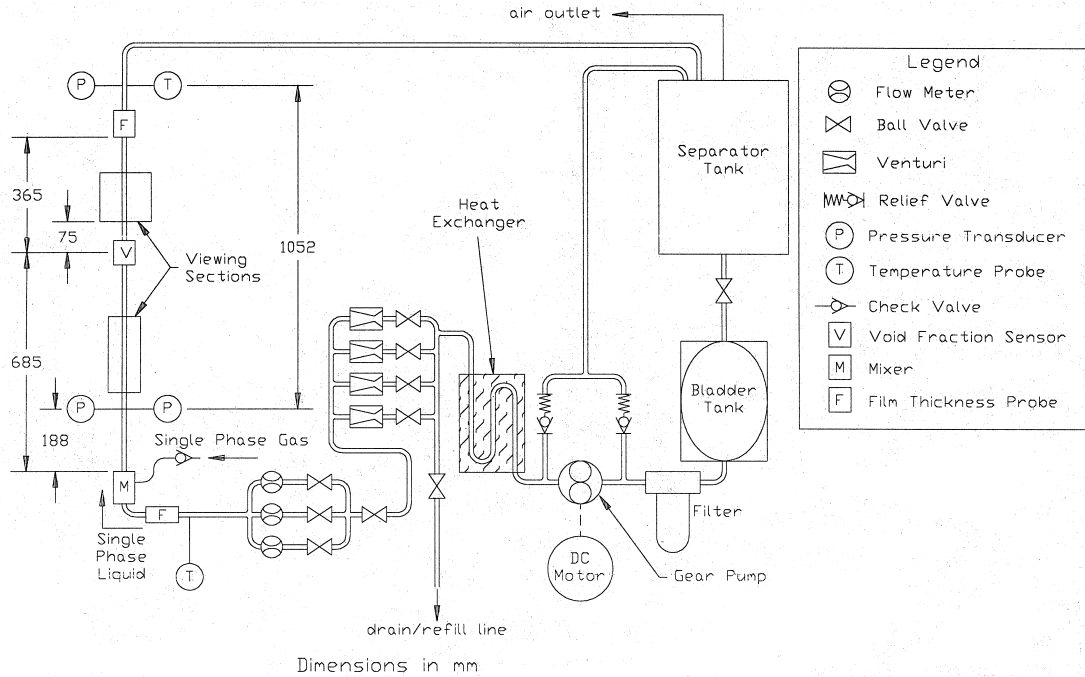 air outlet
P
T
F
365
75
V
Viewing
Sections
1052
685
P
P
188
Single Phase Gas
M
F
Single
Phase
Liquid
T
Heat
Exchanger
Separator
Tank
Bladder
Tank
Filter
DC
Motor
Gear Pump
drain/refill line
Dimensions in mm
Legend
Flow Meter
Ball Valve
Venturi
Relief Valve
P Pressure Transducer
T Temperature Probe
Check Valve
V Void Fraction Sensor
M Mixer
F Film Thickness Probe